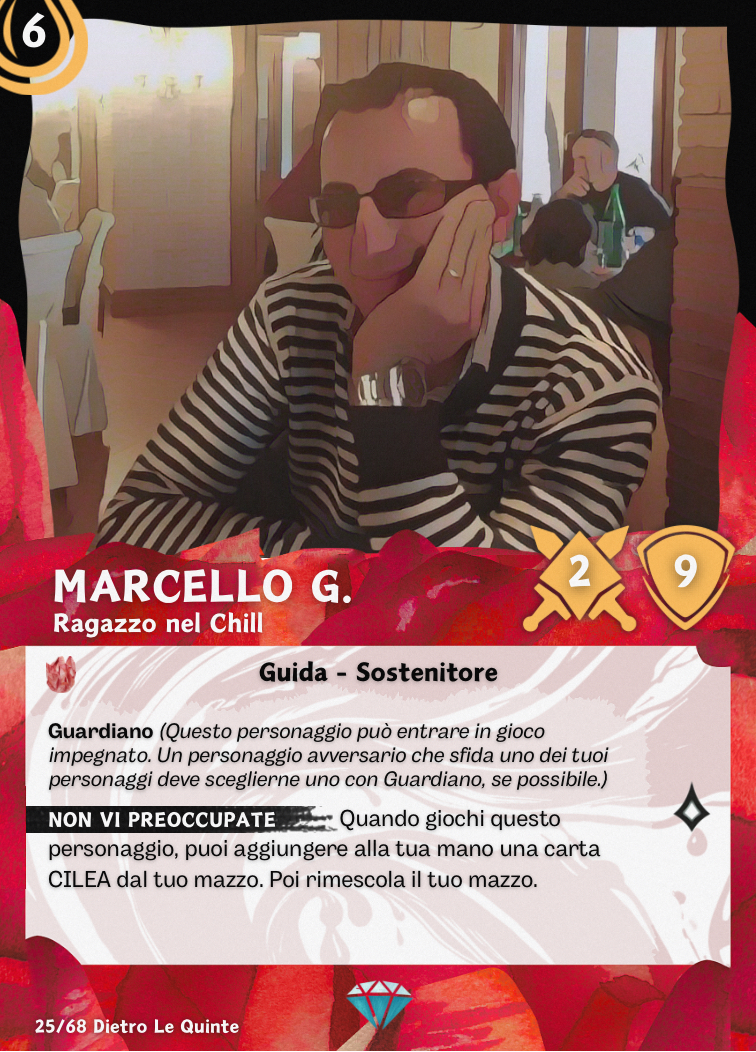 6
MARCELLO G.
Ragazzo nel Chill
2
9
Guida - Sostenitore
Guardiano (Questo personaggio può entrare in gioco
impegnato. Un personaggio avversario che sfida uno dei tuoi
personaggi deve sceglierne uno con Guardiano, se possibile.)
NON VI PREOCCUPATE Quando giochi questo
personaggio, puoi aggiungere alla tua mano una carta
CILEA dal tuo mazzo. Poi rimescola il tuo mazzo.
25/68 Dietro Le Quinte